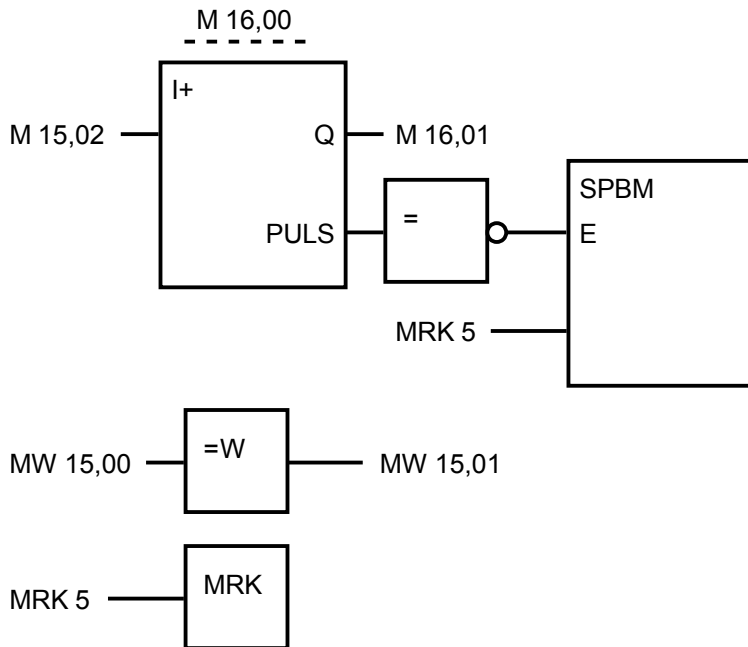 M 16,00
I+
M 15,02
Q
M 16,01
SPBM
PULS
=
E
MRK 5
MW 15,00
=W
MW 15,01
MRK 5
MRK